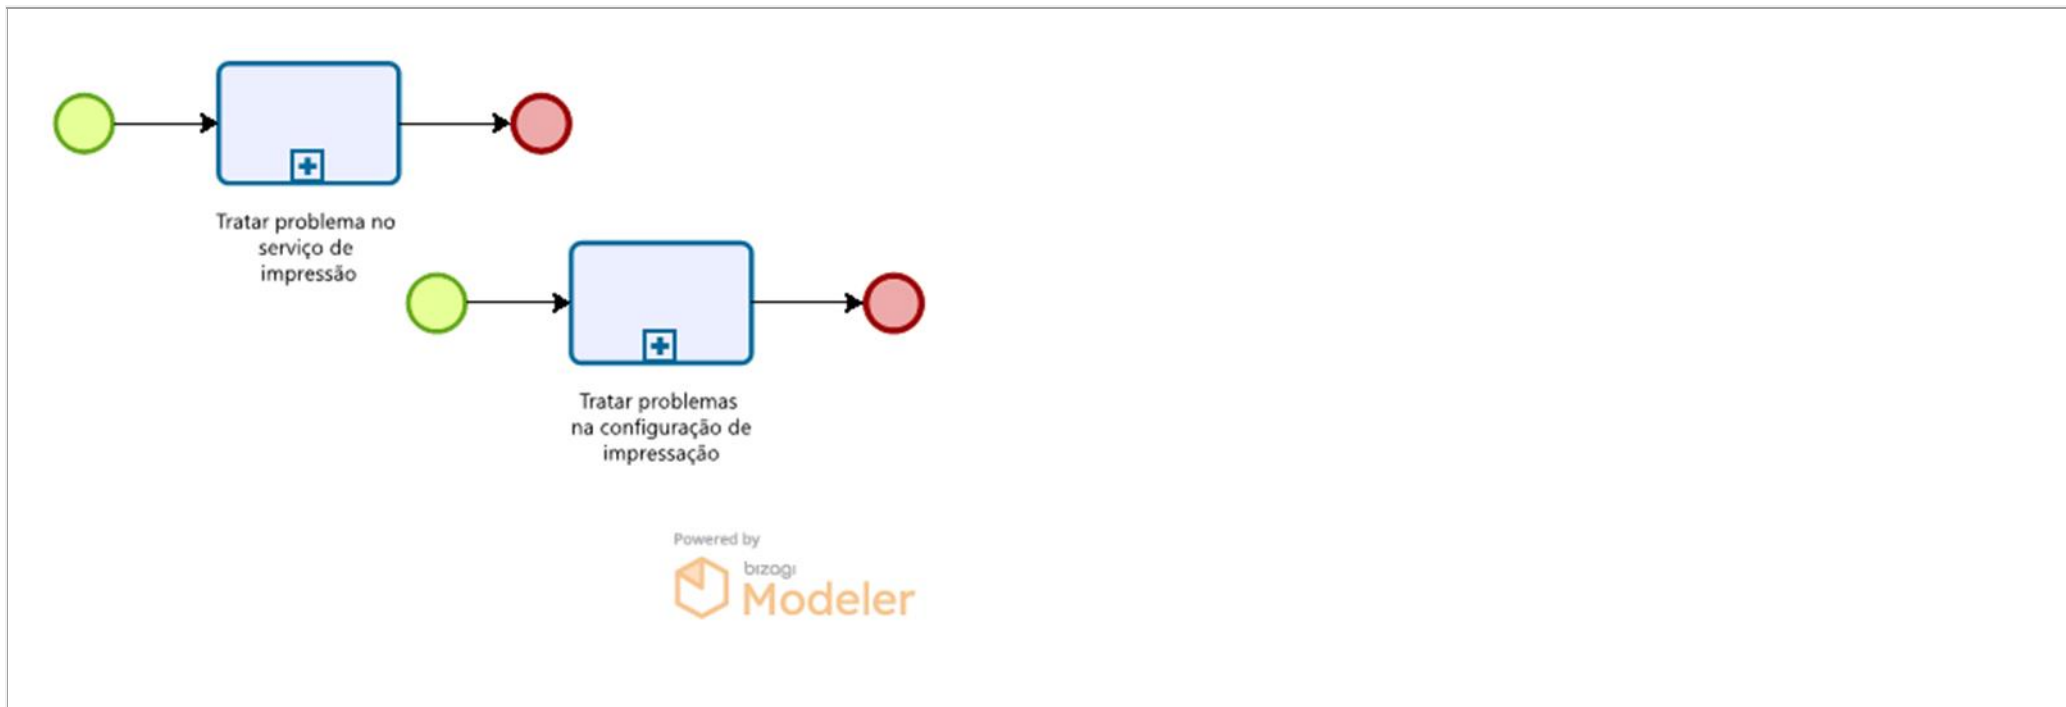 Tratar problema no
serviço de
impressão
Tratar problemas
na configuração de
impressação
Powered by
bizagi
Modeler